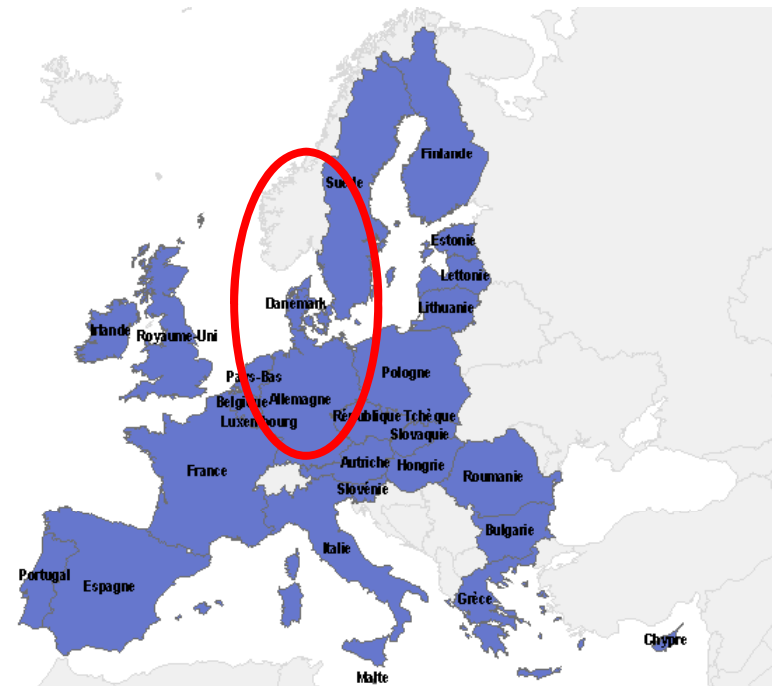 Finlande
Suède
Estonie
Lettonie
Danemark
Lithuanie
Irlande
Royaume-Uni
Pays-Bas
Pologne
Belgique
Allemagne
République Tchèque
Luxembourg
Slovaquie
France
Autriche
Hongrie
Roumanie
Slovénie
Bulgarie
Italie
Portugal
Espagne
Grèce
Chypre
Malte